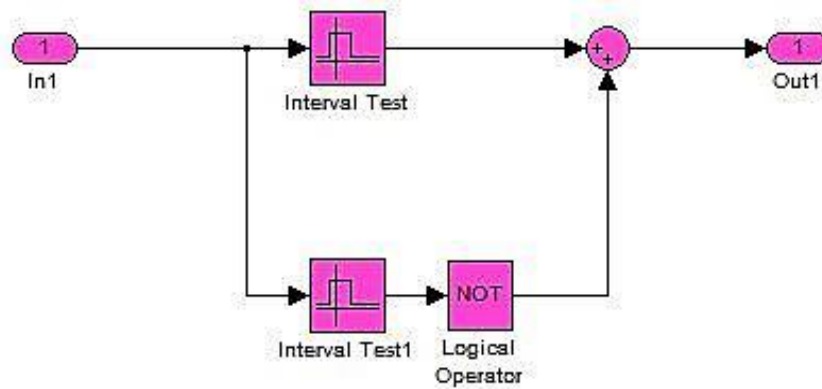 1
In1
Interval Test
+
+
1
Out1
Interval Test1
NOT
Logical
Operator